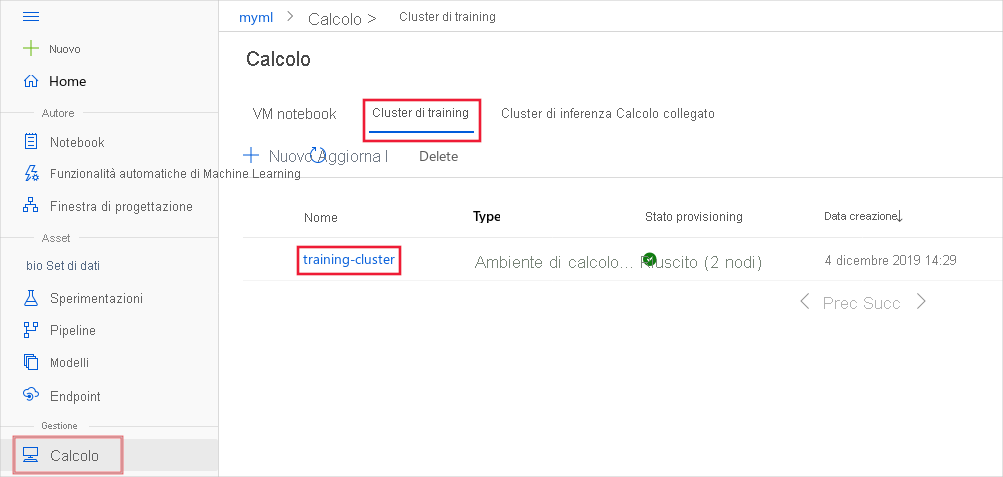 myml > Calcolo > Cluster di training
Nuovo
Home
Autore
Notebook
Funzionalità automatiche di Machine Learning
Finestra di progettazione
Asset
bio Set di dati
Sperimentazioni
Pipeline
Modelli
Endpoint
Gestione
Calcolo
Calcolo
VM notebook Cluster di training Cluster di inferenza Calcolo collegato
Nuovo Aggiorna | Delete
Nome Type Stato provisioning Data creazione↓
training-cluster Ambiente di calcolo... Riuscito (2 nodi) 4 dicembre 2019 14:29
< Prec Succ >